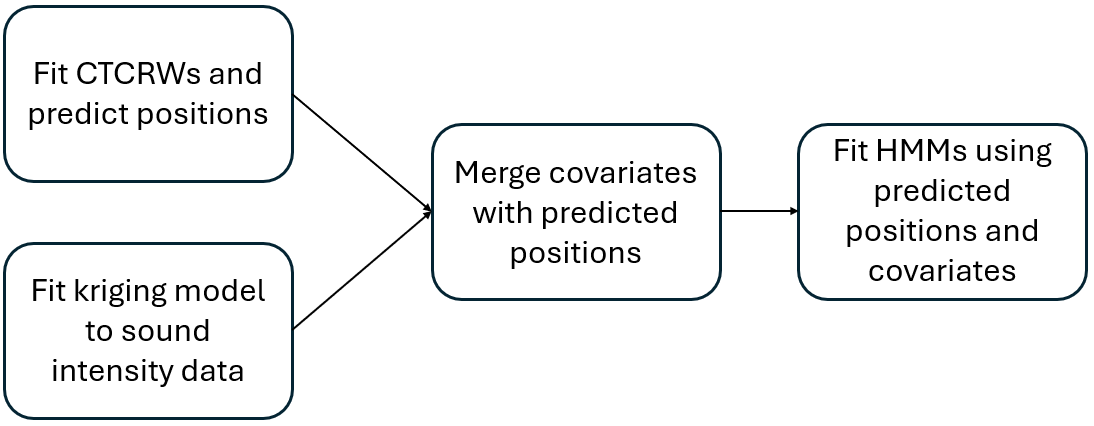 Fit CTCRWs and
predict positions
Fit kriging model
to sound
intensity data
Merge covariates
with predicted
positions
Fit HMMs using
predicted
positions and
covariates